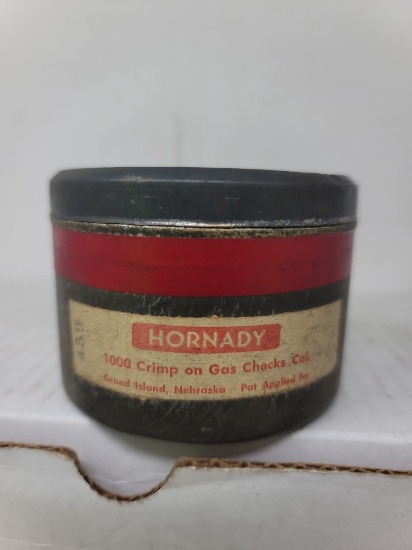 HORNADY
1000 Crimp on Gas Checks Cal.
Grand Island, Nebraska Pat Applied For